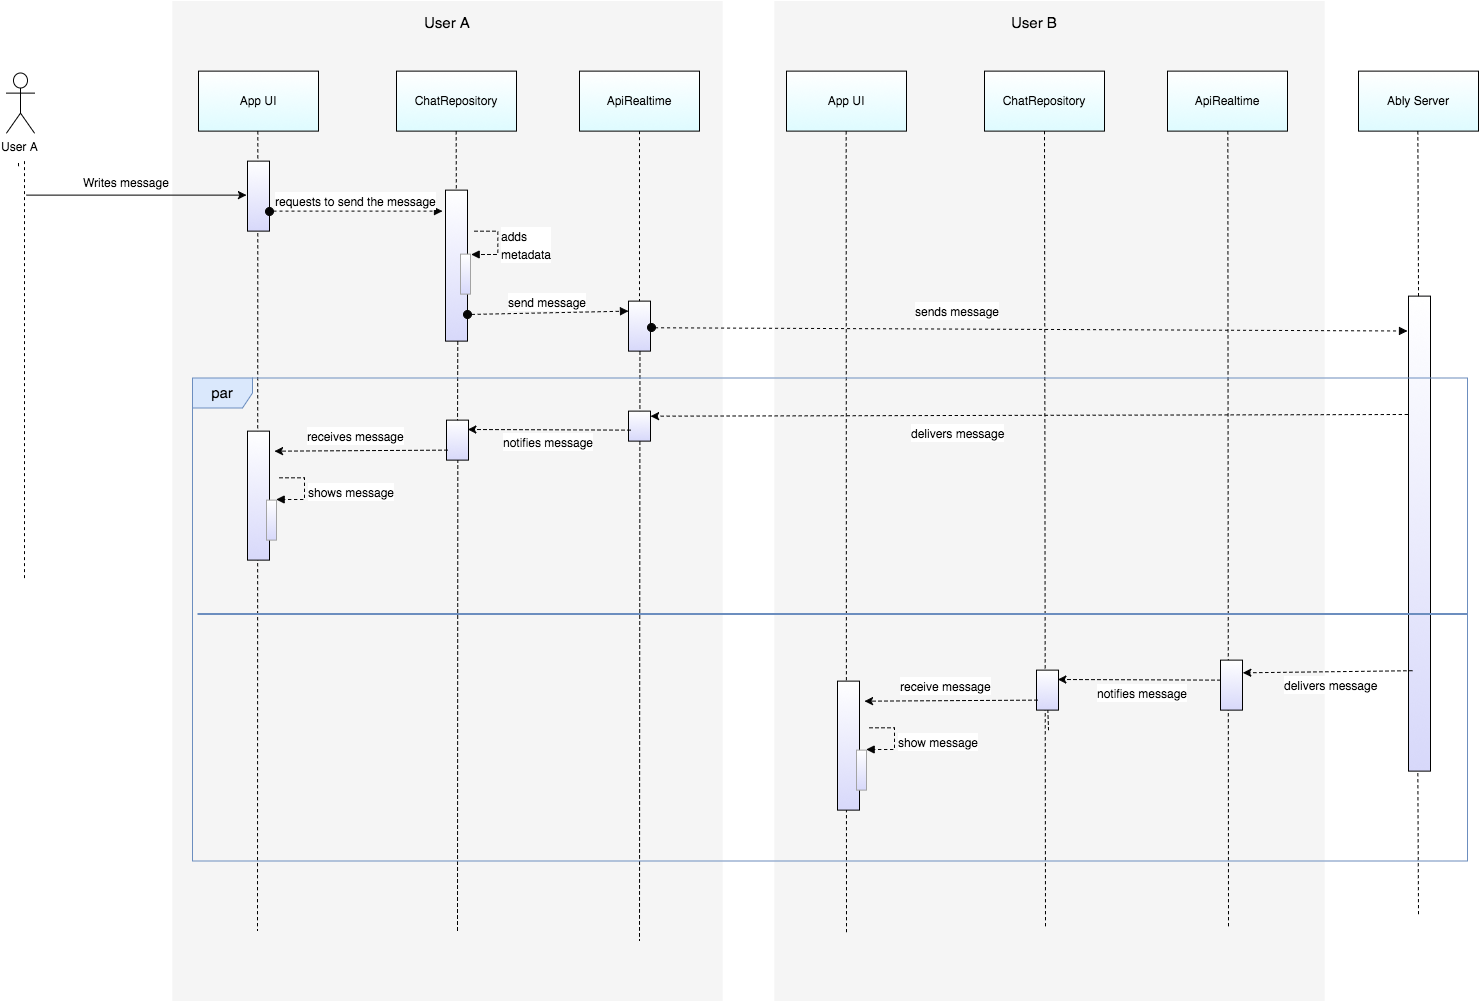 User A
User B
App UI
ChatRepository
ApiRealtime
App UI
ChatRepository
ApiRealtime
Ably Server
User A
Writes message
requests to send the message
adds
metadata
send message
sends message
par
delivers message
notifies message
receives message
shows message
delivers message
notifies message
receive message
show message